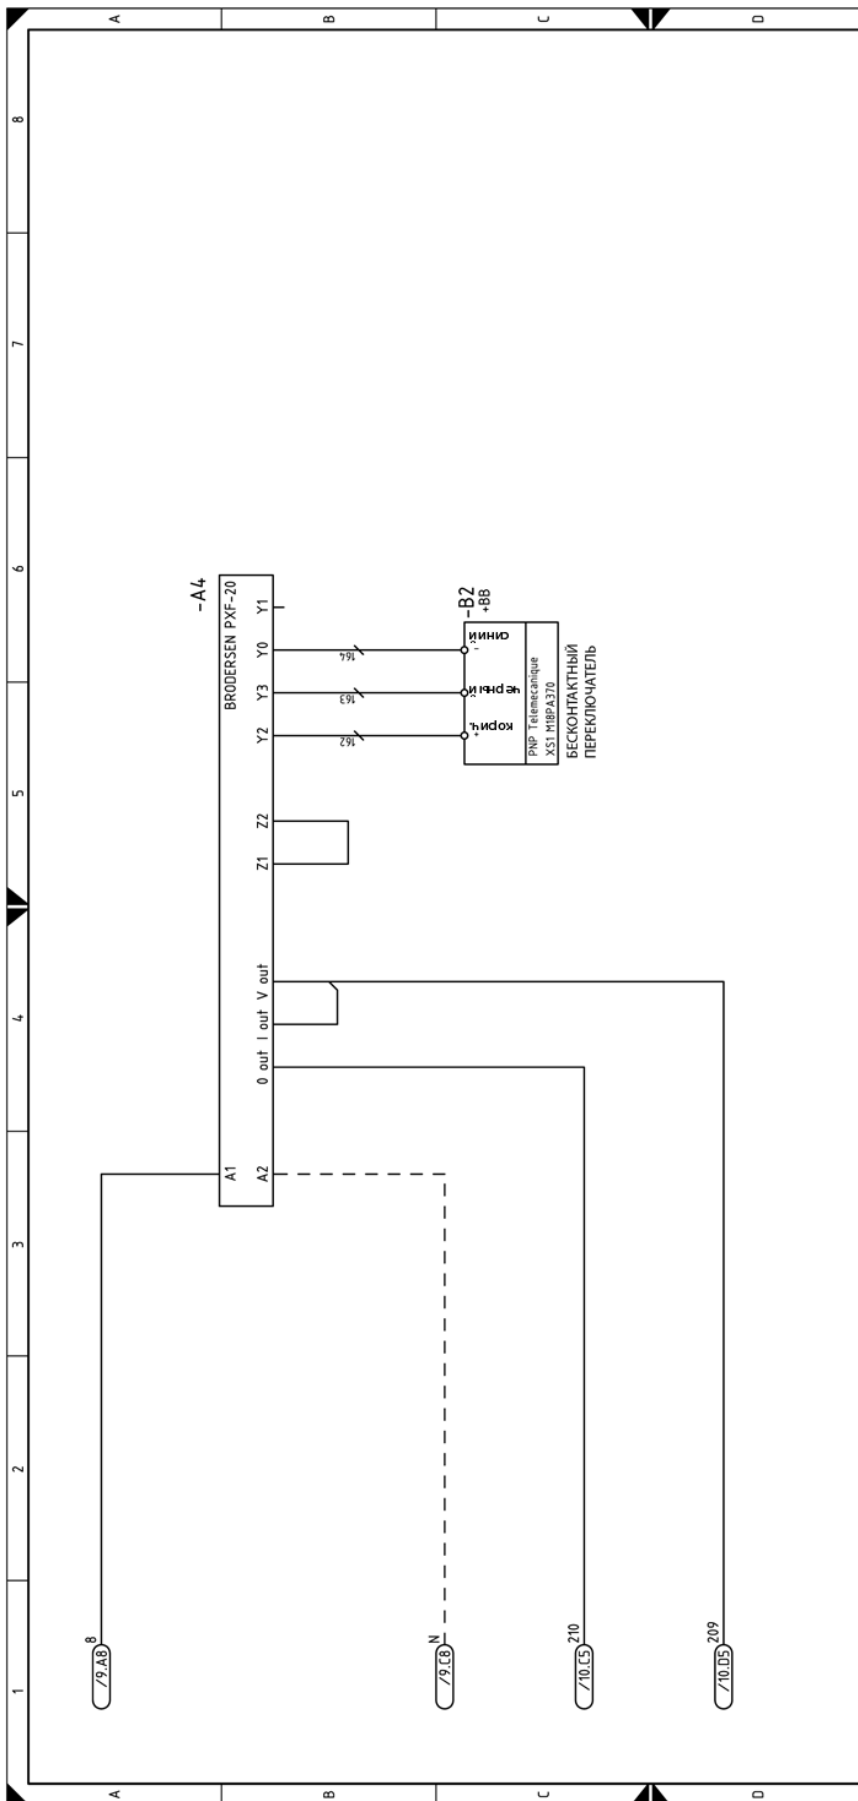 1 2 3 4 5 6 7 8
A
B
C
D
A
B
C
D
-A4
BRODERSEN PXF-20
A1
A2 0 out I out V out Z1 Z2 Y2 Y3 Y0 Y1
/9.A8 8
/9.C8 N
/10.C5 210
/10.D5 209
162 163 164
-B2
+BB
+ -
корич. черный синий
PNP Telemecanique
XS1 M18PA370
БЕСКОНТАКТНЫЙ
ПЕРЕКЛЮЧАТЕЛЬ